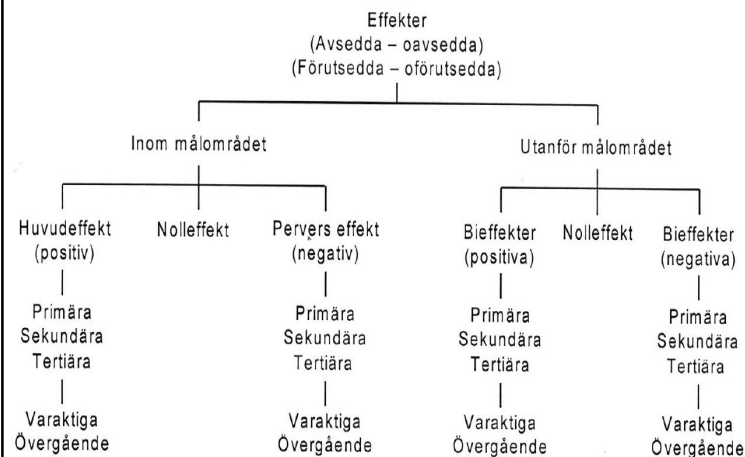 Effekter
(Avsedda – oavsedda)
(Förutsedda – oförutsedda)
Inom målområdet
Utanför målområdet
Huvudeffekt
(positiv)
Nolleffekt
Pervers effekt
(negativ)
Bieffekter
(positiva)
Nolleffekt
Bieffekter
(negativa)
Primära
Sekundära
Tertiära
Primära
Sekundära
Tertiära
Primära
Sekundära
Tertiära
Primära
Sekundära
Tertiära
Varaktiga
Övergående
Varaktiga
Övergående
Varaktiga
Övergående
Varaktiga
Övergående